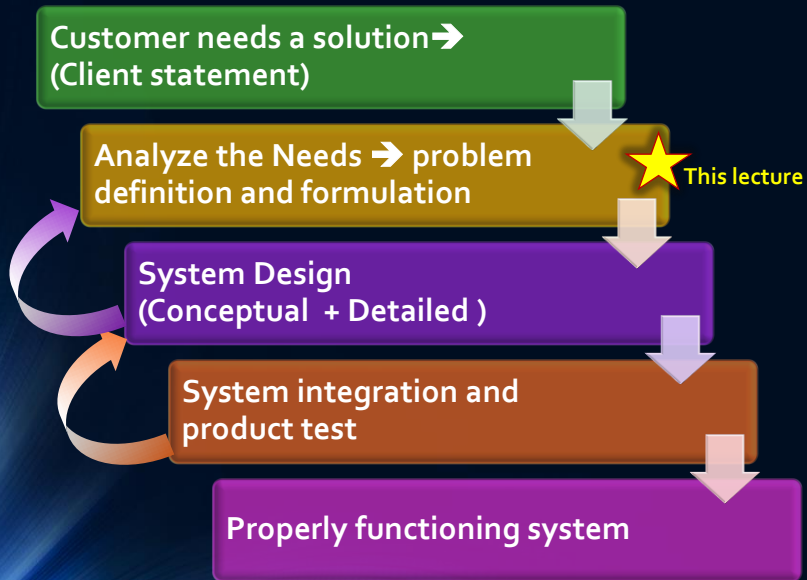 Customer needs a solution➔
(Client statement)
Analyze the Needs ➔ problem
definition and formulation
This lecture
System Design
(Conceptual + Detailed )
System integration and
product test
Properly functioning system